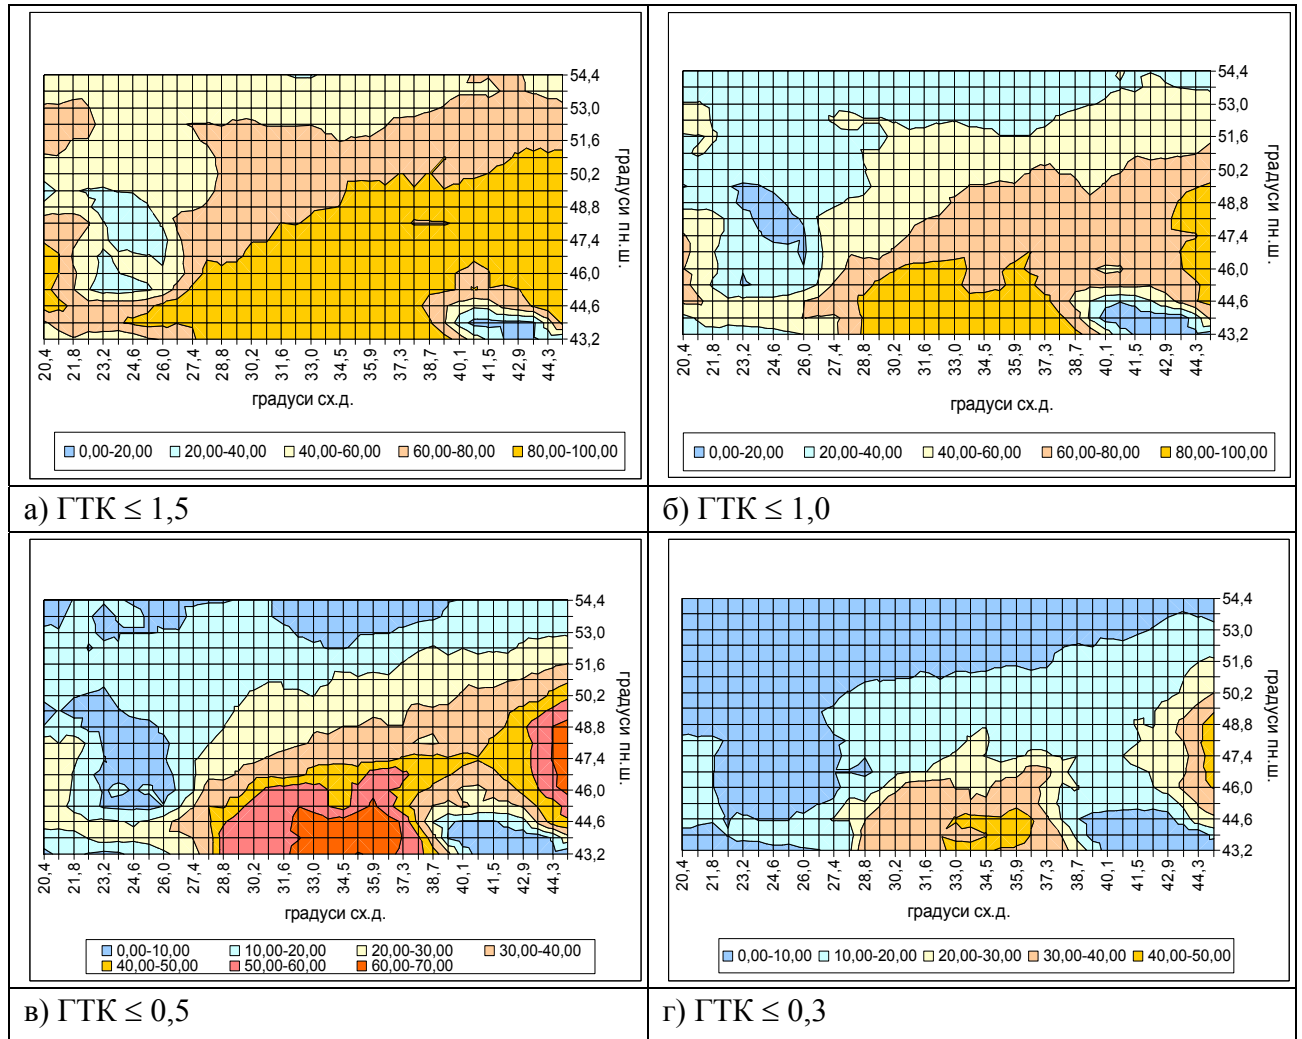 54,4
53,0
51,6
50,2
48,8
47,4
46,0
44,6
43,2
градуси пн.ш.
20,4 21,8 23,2 24,6 26,0 27,4 28,8 30,2 31,6 33,0 34,5 35,9 37,3 38,7 40,1 41,5 42,9 44,3
градуси сх.д.
0,00-20,00 20,00-40,00 40,00-60,00 60,00-80,00 80,00-100,00
а) ГТК ≤ 1,5
54,4
53,0
51,6
50,2
48,8
47,4
46,0
44,6
43,2
градуси пн.ш.
20,4 21,8 23,2 24,6 26,0 27,4 28,8 30,2 31,6 33,0 34,5 35,9 37,3 38,7 40,1 41,5 42,9 44,3
градуси сх.д.
0,00-20,00 20,00-40,00 40,00-60,00 60,00-80,00 80,00-100,00
б) ГТК ≤ 1,0
54,4
53,0
51,6
50,2
48,8
47,4
46,0
44,6
43,2
градуси пн.ш.
20,4 21,8 23,2 24,6 26,0 27,4 28,8 30,2 31,6 33,0 34,5 35,9 37,3 38,7 40,1 41,5 42,9 44,3
градуси сх.д.
0,00-10,00 10,00-20,00 20,00-30,00 30,00-40,00
40,00-50,00 50,00-60,00 60,00-70,00
в) ГТК ≤ 0,5
54,4
53,0
51,6
50,2
48,8
47,4
46,0
44,6
43,2
градуси пн.ш.
20,4 21,8 23,2 24,6 26,0 27,4 28,8 30,2 31,6 33,0 34,5 35,9 37,3 38,7 40,1 41,5 42,9 44,3
градуси сх.д.
0,00-10,00 10,00-20,00 20,00-30,00 30,00-40,00 40,00-50,00
г) ГТК ≤ 0,3